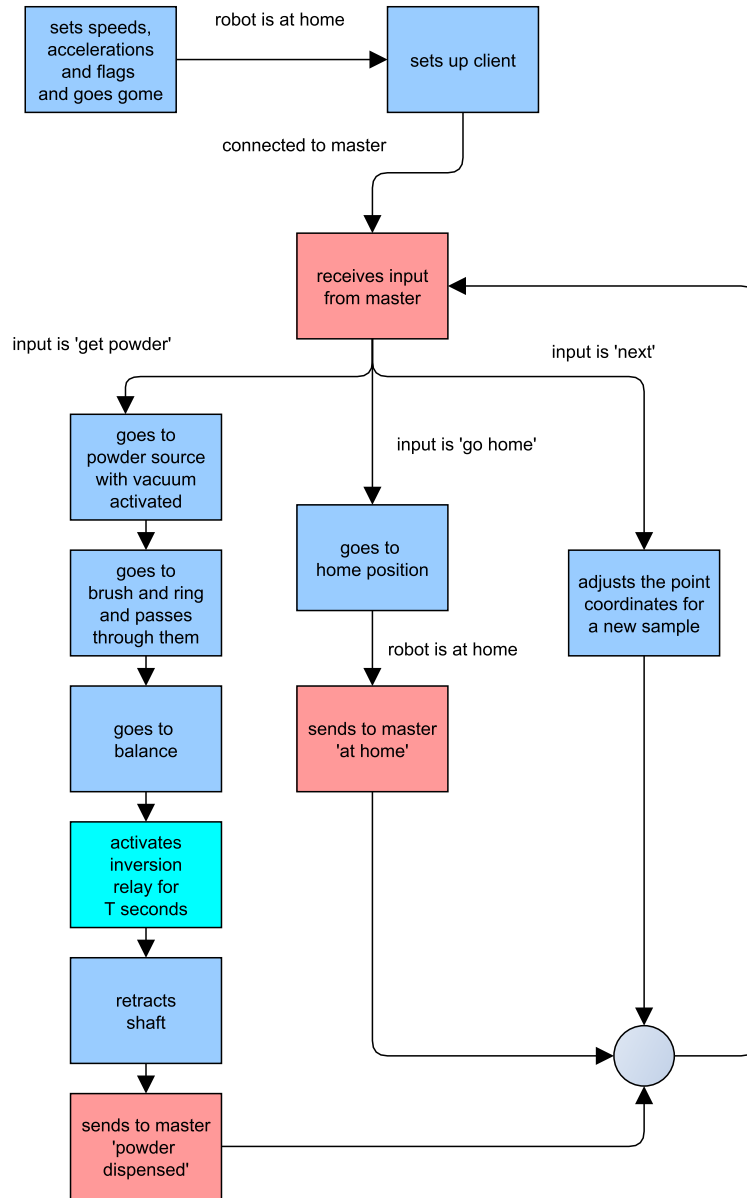 sets speeds,
accelerations
and flags
and goes gome
robot is at home
sets up client
connected to master
receives input
from master
input is 'get powder'
input is 'next'
input is 'go home'
goes to
powder source
with vacuum
activated
goes to
brush and ring
and passes
through them
goes to
balance
activates
inversion
relay for
T seconds
retracts
shaft
sends to master
'powder
dispensed'
goes to
home position
robot is at home
sends to master
'at home'
adjusts the point
coordinates for
a new sample